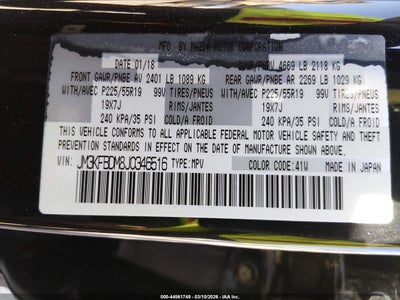 MFD. BY MAZDA MOTOR CORPORATION
DATE: 01/18 GVWR/PNBV 4669 LB 2118 KG
FRONT GAWR/PNBE AV 2401 LB 1089 KG REAR GAWR/PNBE AR 2269 LB 1029 KG
WITH/AVEC P225/55R19 99V TIRES/PNEUS WITH/AVEC P225/55R19 99V TIRES/PNEUS
19X7J RIMS/JANTES 19X7J RIMS/JANTES
240 KPA/35 PSI COLD/A FROID 240 KPA/35 PSI COLD/A FROID
THIS VEHICLE CONFORMS TO ALL APPLICABLE FEDERAL MOTOR VEHICLE SAFETY, BUMPER, AND THEFT PREVENTION STANDARDS IN EFFECT ON THE DATE OF
MANUFACTURE SHOWN ABOVE.
VIN: JM3KFBDM8J0346516 TYPE: MPV COLOR CODE: 41W MADE IN JAPAN
000-44561749 - 03/10/2026 - IAA Inc.